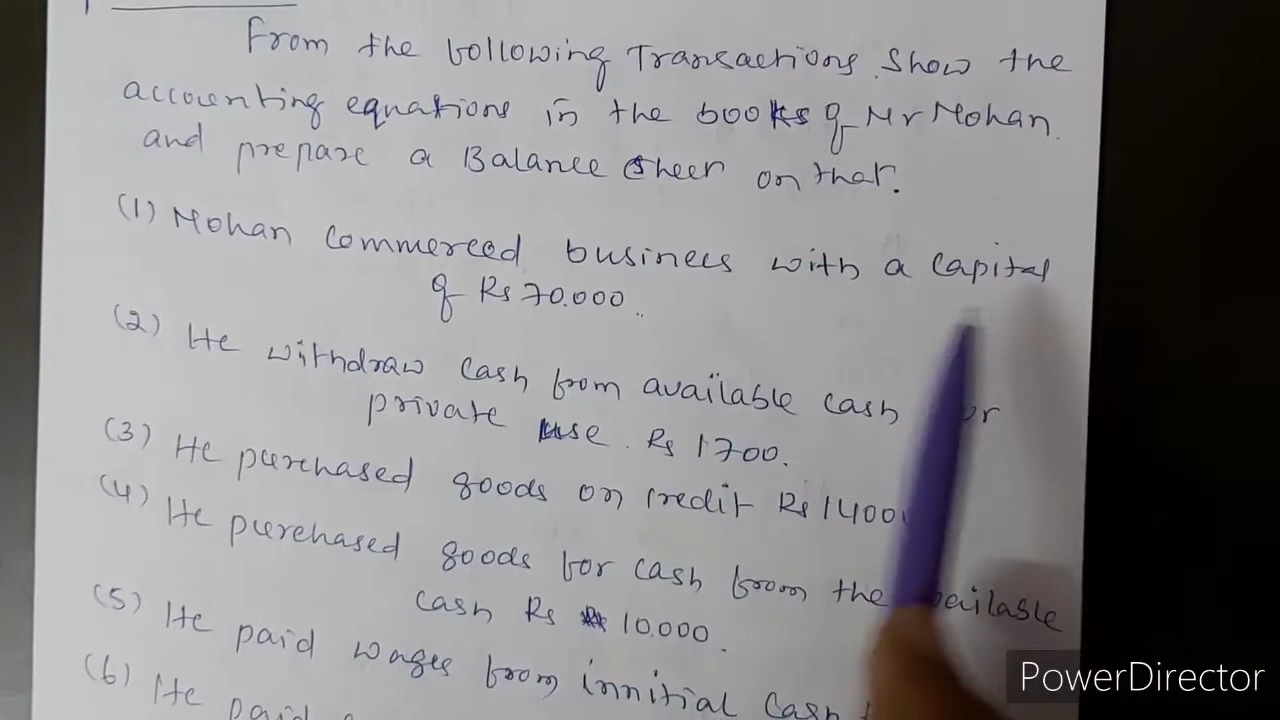 From the following Transactions. Show the
accounting equations in the books of Mr Mohan.
and prepare a Balance Sheet on that.
(1) Mohan commerced business with a capital
of Rs 70.000..
(2) He withdraw cash from available cash
private use. Rs 1700.
(3) He purchased goods on credit Rs 1400
(4) He purchased goods for cash from the
cash Rs 10.000.
(5) He paid wages from innitial cash
(6) He paid
PowerDirector